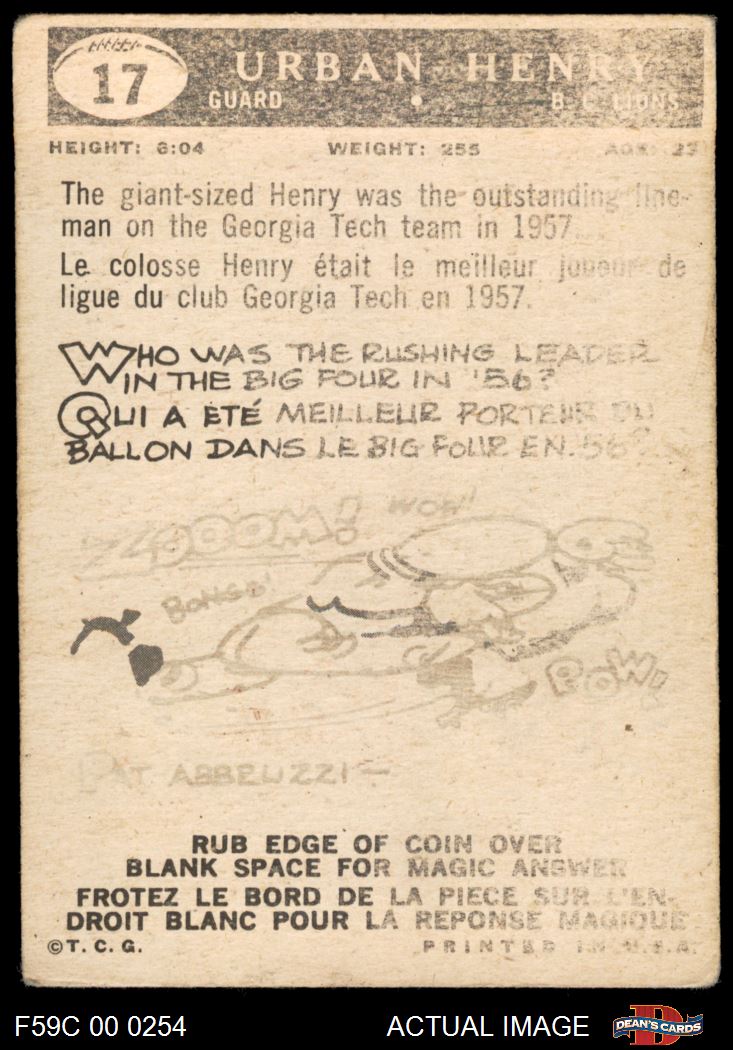 17
URBAN HENRY
GUARD • B. C. LIONS
HEIGHT: 6:04 WEIGHT: 255 AGE: 23
The giant-sized Henry was the outstanding line-
man on the Georgia Tech team in 1957.
Le colosse Henry était le meilleur joueur de
ligue du club Georgia Tech en 1957.
WHO WAS THE RUSHING LEADER
IN THE BIG FOUR IN '56?
QUI A ÉTÉ MEILLEUR PORTEUR DU
BALLON DANS LE BIG FOUR EN '56?
ZOOOM! WOW!
BONGO!
POW!
PAT ABBRUZZI—
RUB EDGE OF COIN OVER
BLANK SPACE FOR MAGIC ANSWER
FROTEZ LE BORD DE LA PIECE SUR L'EN-
DROIT BLANC POUR LA REPONSE MAGIQUE
©T. C. G. PRINTED IN U.S.A.
F59C 00 0254 ACTUAL IMAGE DEAN'S CARDS